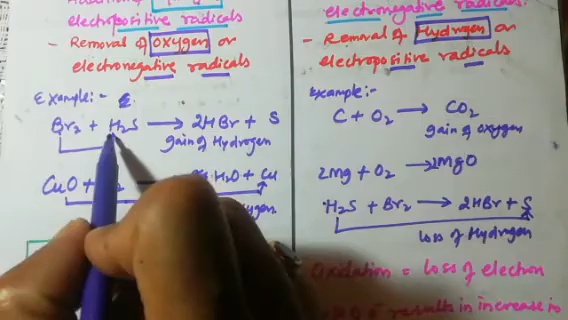 electropositive radicals
- Removal of oxygen or
electronegative radicals
Example:-
Br2 + H2S → 2HBr + S
gain of Hydrogen
CuO + H2O + Cu
electronegative radicals.
- Removal of Hydrogen or
electropositive radicals
Example:-
C + O2 → CO2
gain of oxygen
2Mg + O2 → 2MgO
H2S + Br2 → 2HBr + S
loss of Hydrogen
Oxidation = loss of electron
results in increase in